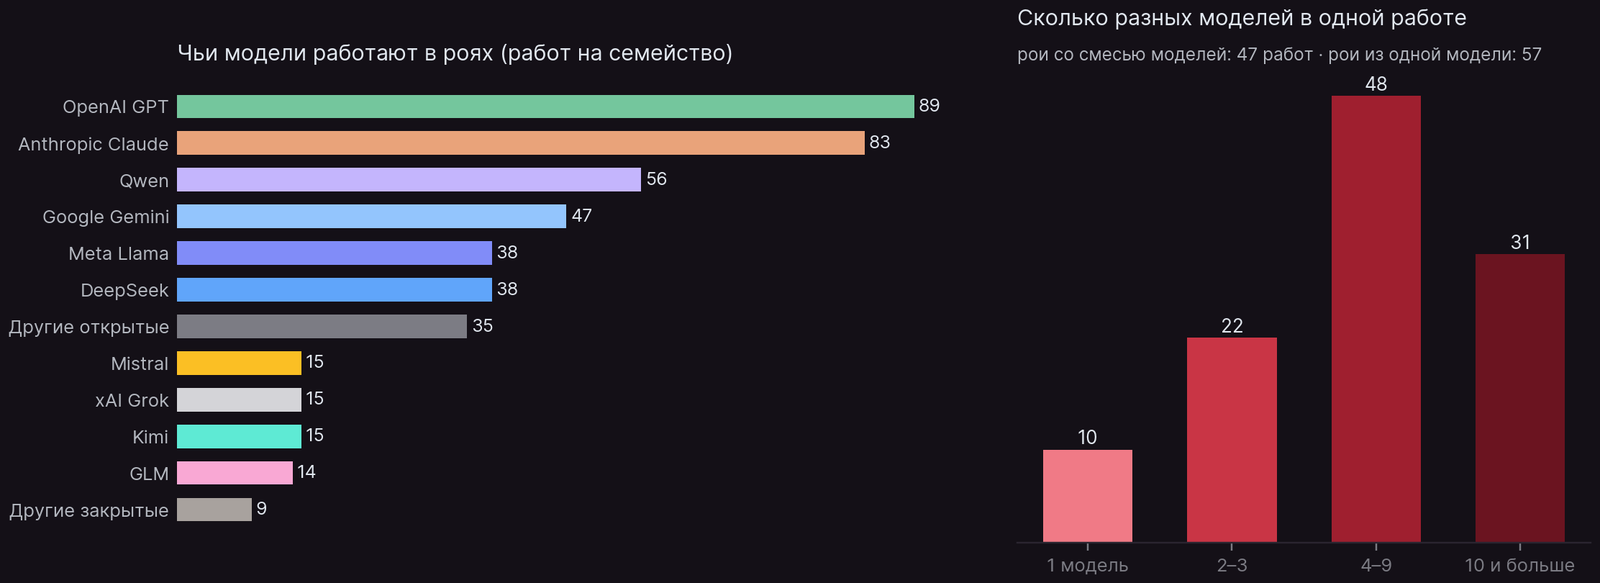 Чьи модели работают в роях (работ на семейство)
OpenAI GPT 89
Anthropic Claude 83
Qwen 56
Google Gemini 47
Meta Llama 38
DeepSeek 38
Другие открытые 35
Mistral 15
xAI Grok 15
Kimi 15
GLM 14
Другие закрытые 9
Сколько разных моделей в одной работе
рои со смесью моделей: 47 работ · рои из одной модели: 57
10 22 48 31
1 модель 2–3 4–9 10 и больше